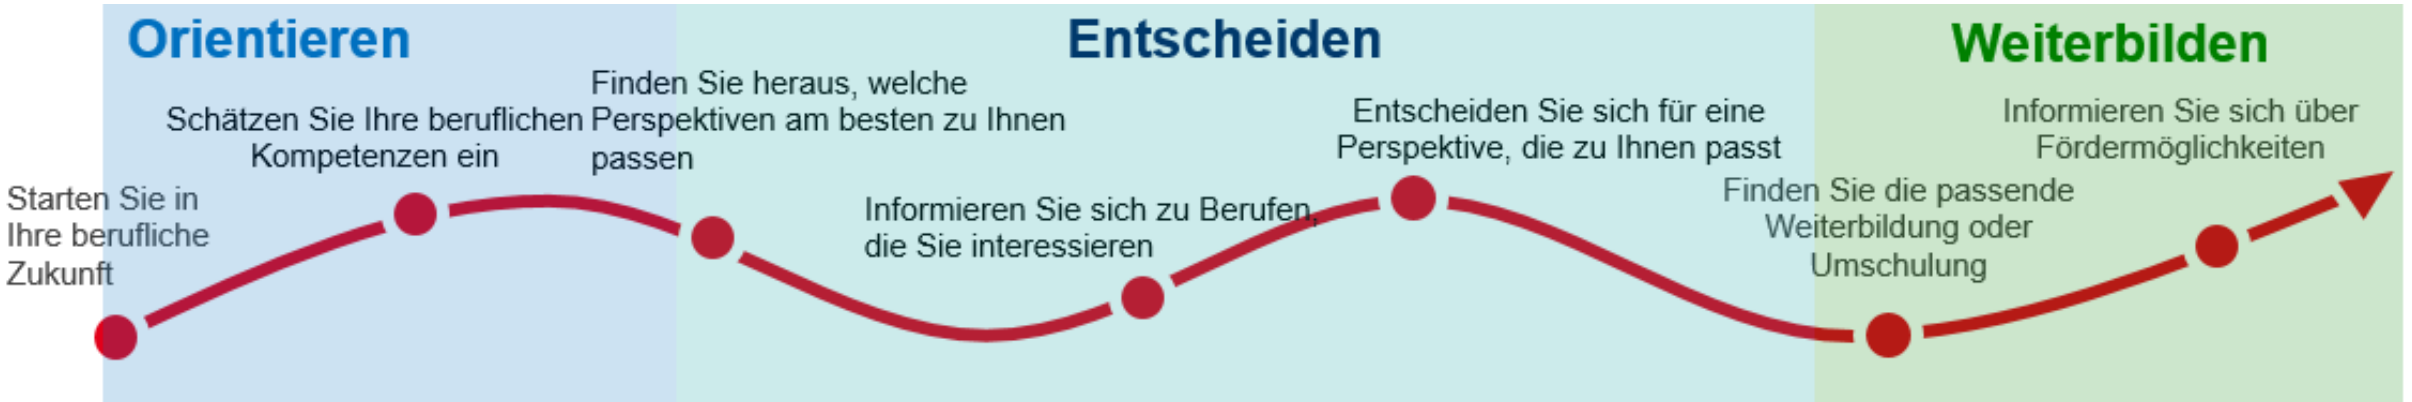 Orientieren
Entscheiden
Weiterbilden
Starten Sie in
Ihre berufliche
Zukunft
Schätzen Sie Ihre beruflichen
Kompetenzen ein
Finden Sie heraus, welche
Perspektiven am besten zu Ihnen
passen
Informieren Sie sich zu Berufen,
die Sie interessieren
Entscheiden Sie sich für eine
Perspektive, die zu Ihnen passt
Finden Sie die passende
Weiterbildung oder
Umschulung
Informieren Sie sich über
Fördermöglichkeiten